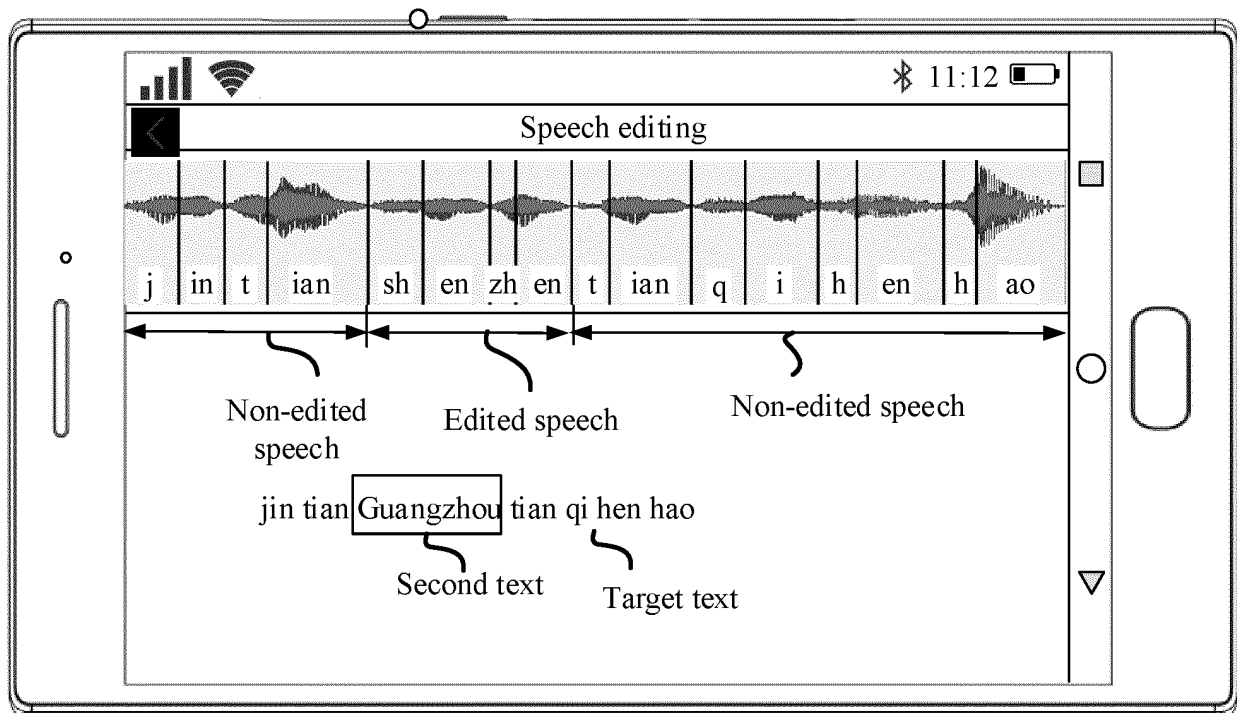 11:12
Speech editing
j in t ian sh en zh en t ian q i h en h ao
Non-edited
speech
Edited speech
Non-edited speech
jin tian Guangzhou tian qi hen hao
Second text
Target text